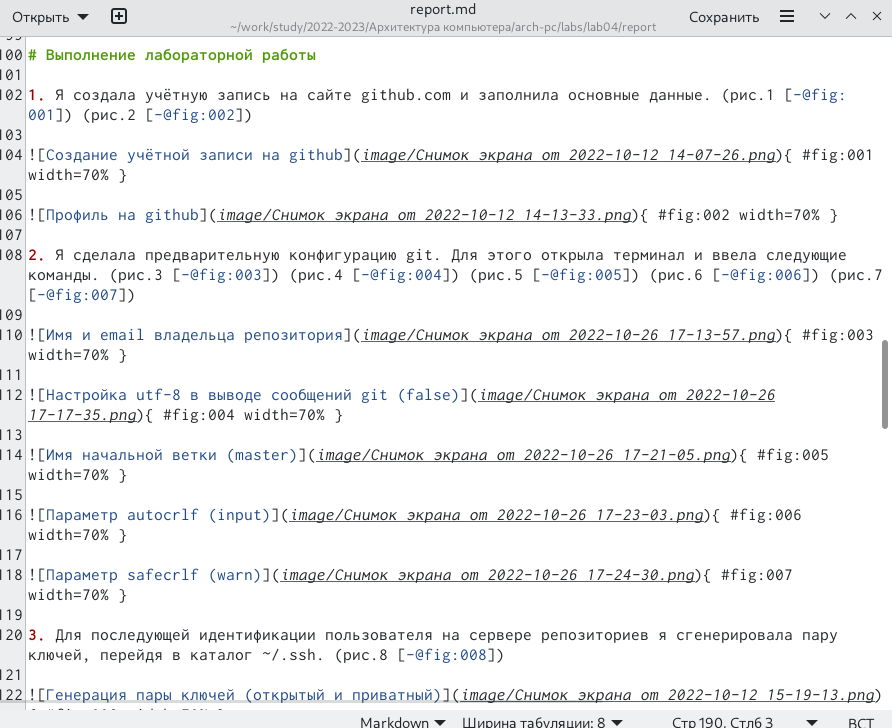 Открыть
report.md
~/work/study/2022-2023/Архитектура компьютера/arch-pc/labs/lab04/report
Сохранить
100 # Выполнение лабораторной работы
101
102 1. Я создала учётную запись на сайте github.com и заполнила основные данные. (рис.1 [-@fig:
001]) (рис.2 [-@fig:002])
103
104 ![Создание учётной записи на github](image/Снимок экрана от 2022-10-12 14-07-26.png){ #fig:001
width=70% }
105
106 ![Профиль на github](image/Снимок экрана от 2022-10-12 14-13-33.png){ #fig:002 width=70% }
107
108 2. Я сделала предварительную конфигурацию git. Для этого открыла терминал и ввела следующие
команды. (рис.3 [-@fig:003]) (рис.4 [-@fig:004]) (рис.5 [-@fig:005]) (рис.6 [-@fig:006]) (рис.7
[-@fig:007])
109
110 ![Имя и email владельца репозитория](image/Снимок экрана от 2022-10-26 17-13-57.png){ #fig:003
width=70% }
111
112 ![Настройка utf-8 в выводе сообщений git (false)](image/Снимок экрана от 2022-10-26
17-17-35.png){ #fig:004 width=70% }
113
114 ![Имя начальной ветки (master)](image/Снимок экрана от 2022-10-26 17-21-05.png){ #fig:005
width=70% }
115
116 ![Параметр autocrlf (input)](image/Снимок экрана от 2022-10-26 17-23-03.png){ #fig:006
width=70% }
117
118 ![Параметр safecrlf (warn)](image/Снимок экрана от 2022-10-26 17-24-30.png){ #fig:007
width=70% }
119
120 3. Для последующей идентификации пользователя на сервере репозиториев я сгенерировала пару
ключей, перейдя в каталог ~/.ssh. (рис.8 [-@fig:008])
121
122 ![Генерация пары ключей (открытый и приватный)](image/Снимок экрана от 2022-10-12 15-19-13.png)
Markdown Ширина табуляции: 8 Стр 190, Стлб 3 ВСТ